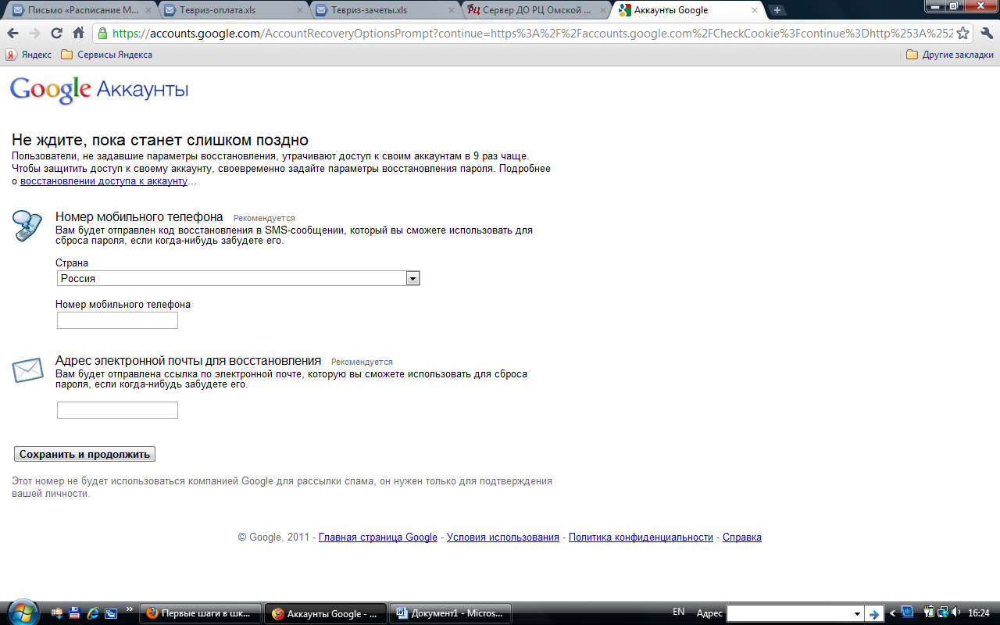 Письмо «Расписание М...
Тевриз-оплата.xls
Тевриз-зачеты.xls
РЦ Сервер ДО РЦ Омской ...
Аккаунты Google
https://accounts.google.com/AccountRecoveryOptionsPrompt?continue=https%3A%2F%2Faccounts.google.com%2FCheckCookie%3Fcontinue%3Dhttp%253A%252
Я Яндекс
Сервисы Яндекса
Другие закладки
Google Аккаунты
Не ждите, пока станет слишком поздно
Пользователи, не задавшие параметры восстановления, утрачивают доступ к своим аккаунтам в 9 раз чаще.
Чтобы защитить доступ к своему аккаунту, своевременно задайте параметры восстановления пароля. Подробнее
о восстановлении доступа к аккаунту...
Номер мобильного телефона Рекомендуется
Вам будет отправлен код восстановления в SMS-сообщении, который вы сможете использовать для
сброса пароля, если когда-нибудь забудете его.
Страна
Россия
Номер мобильного телефона
Адрес электронной почты для восстановления Рекомендуется
Вам будет отправлена ссылка по электронной почте, которую вы сможете использовать для сброса
пароля, если когда-нибудь забудете его.
Сохранить и продолжить
Этот номер не будет использоваться компанией Google для рассылки спама, он нужен только для подтверждения
вашей личности.
© Google, 2011 - Главная страница Google - Условия использования - Политика конфиденциальности - Справка
Первые шаги в шк...
Аккаунты Google - ...
Документ1 - Micros...
EN
Адрес
16:24